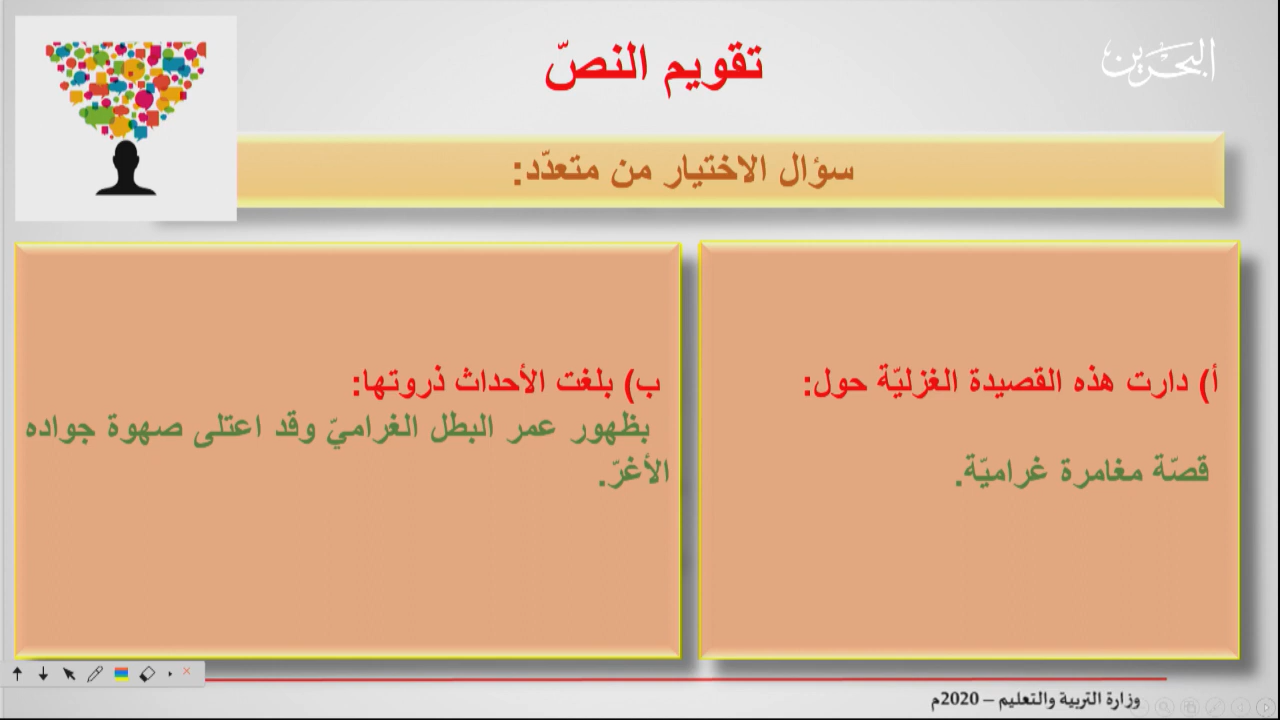 البحرين
تقويم النصّ
سؤال الاختيار من متعدّد:
أ) دارت هذه القصيدة الغزليّة حول:
قصّة مغامرة غراميّة.
ب) بلغت الأحداث ذروتها:
بظهور عمر البطل الغراميّ وقد اعتلى صهوة جواده
الأغرّ.
وزارة التربية والتعليم – 2020م